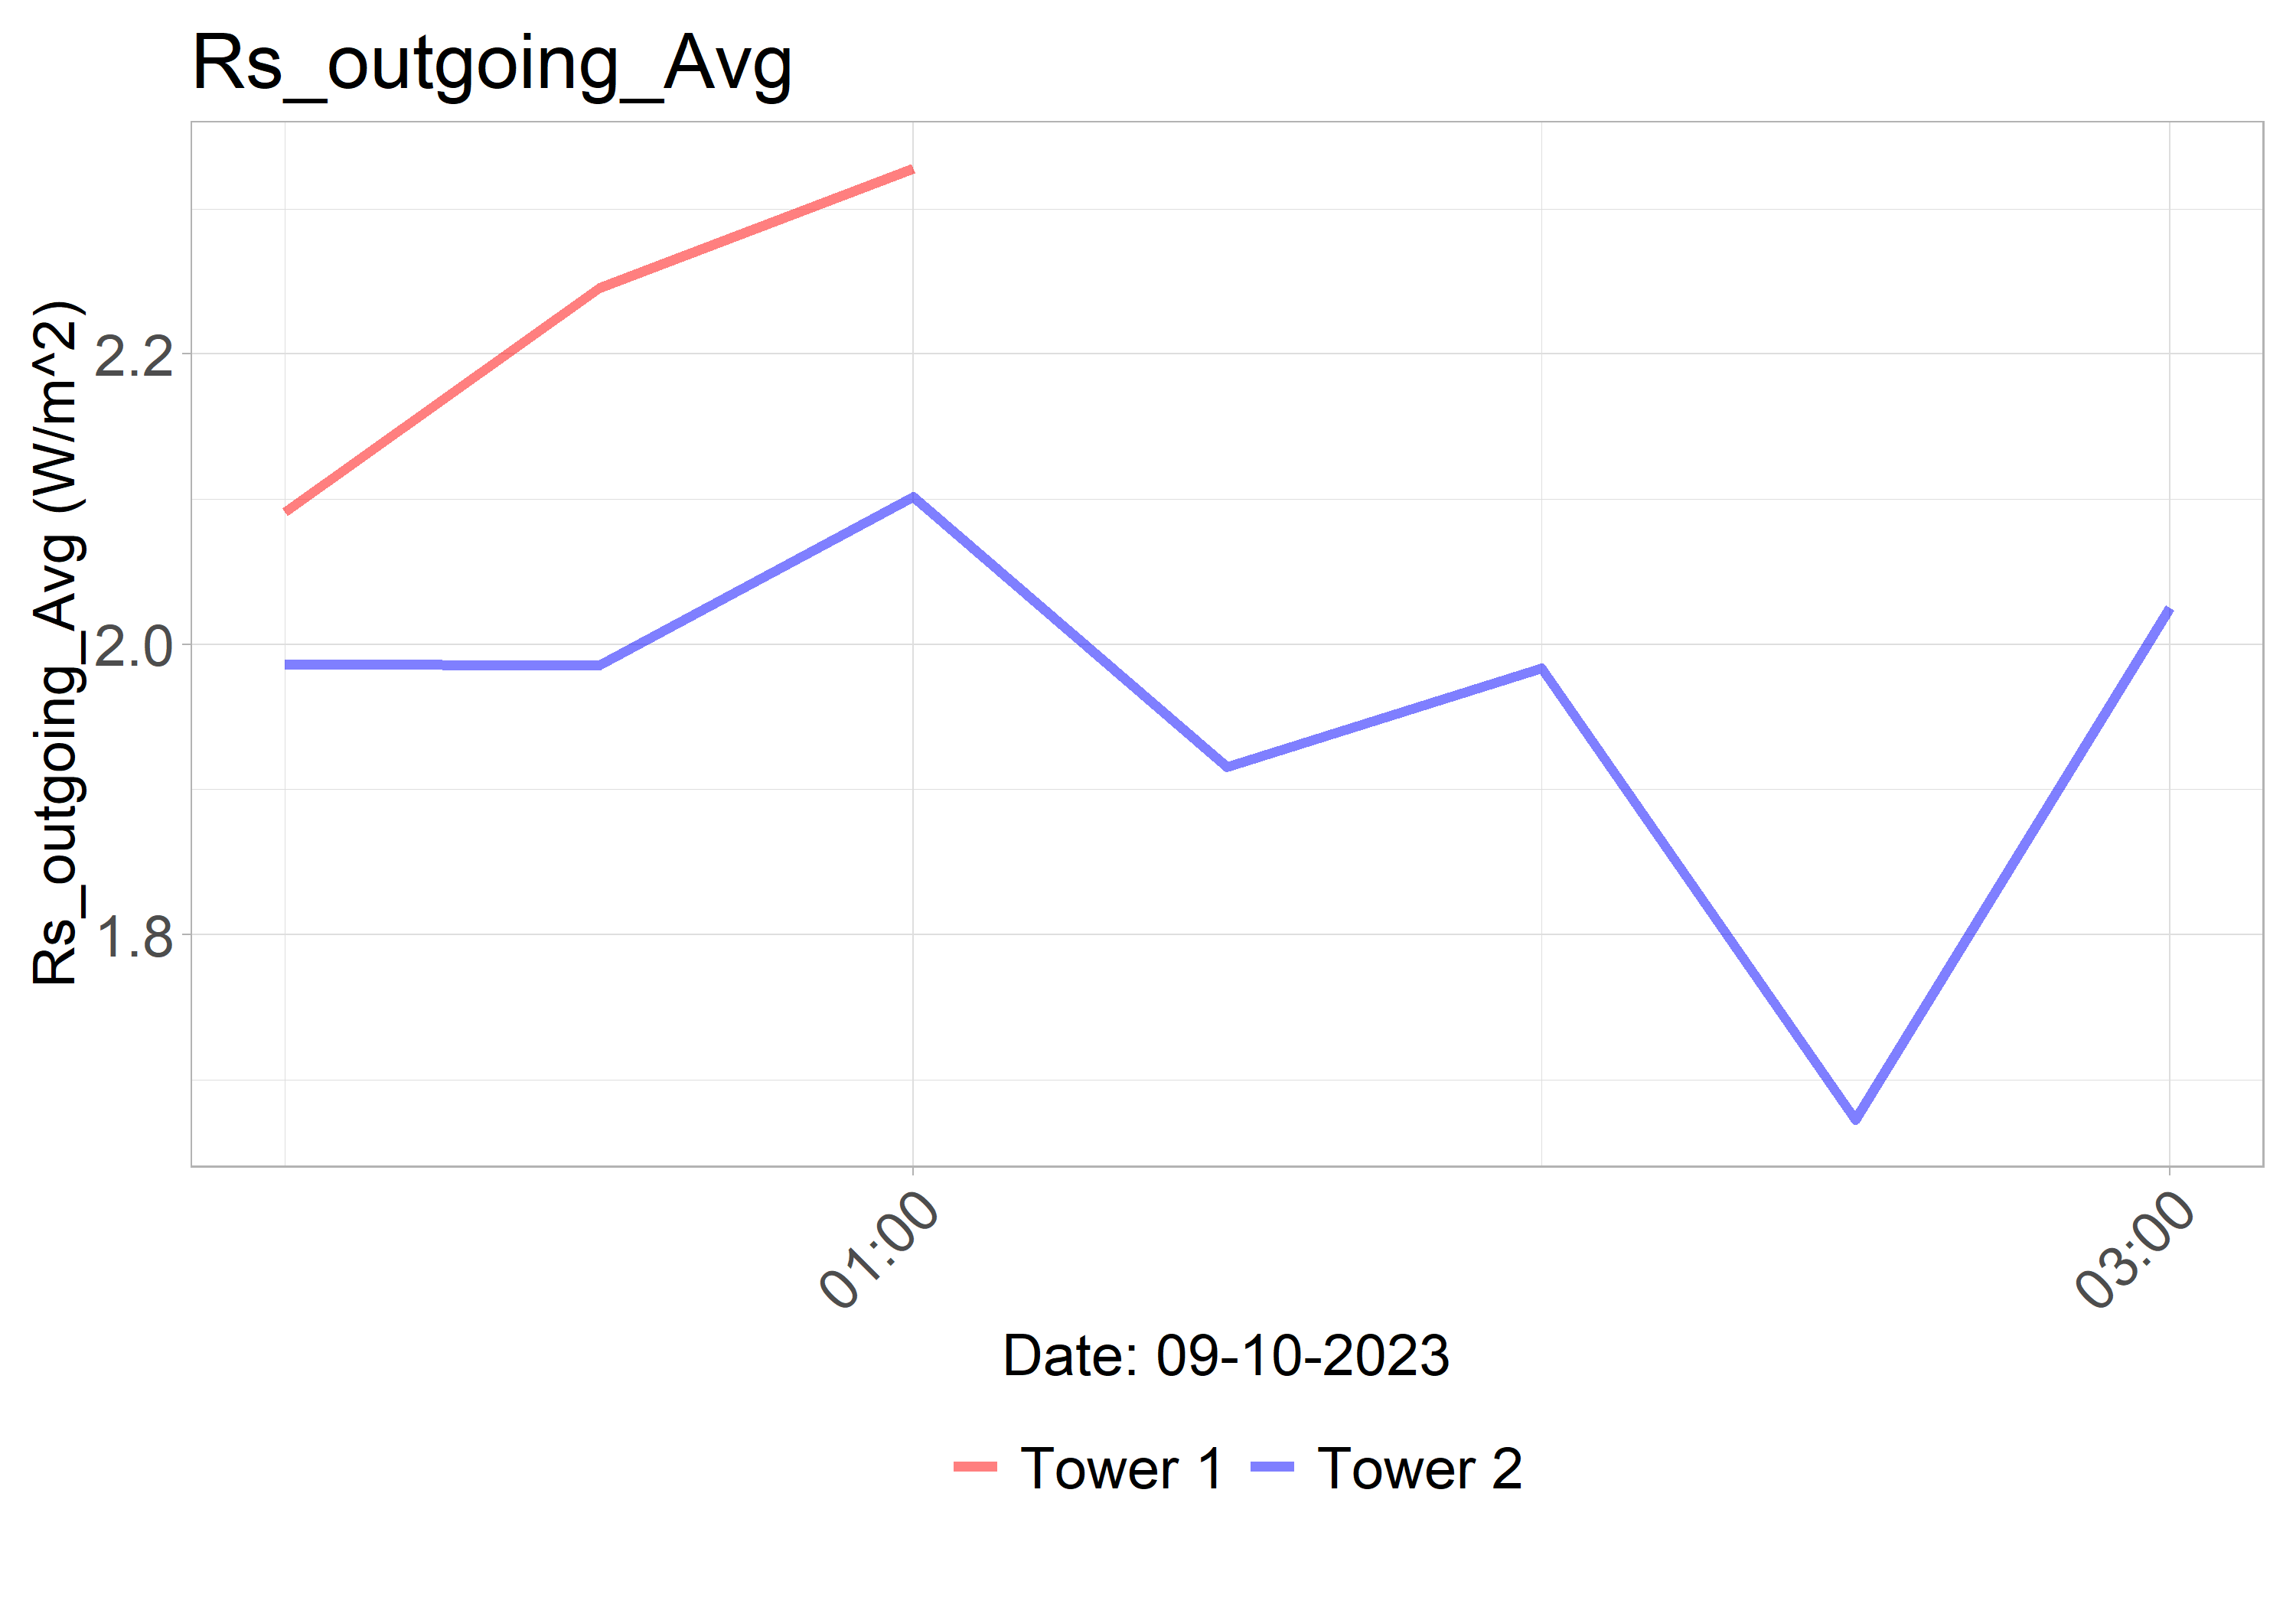 Rs_outgoing_Avg
Rs_outgoing_Avg (W/m^2)
2.2
2.0
1.8
01:00
03:00
Date: 09-10-2023
Tower 1
Tower 2